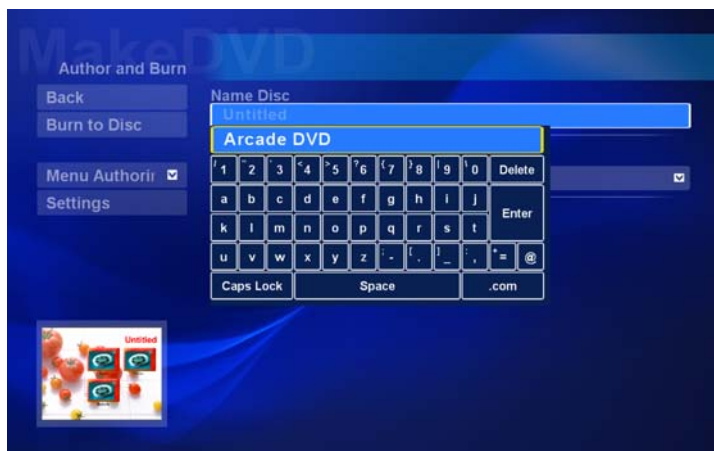 MakeDVD
Author and Burn
Back
Name Disc
Untitled
Burn to Disc
Arcade DVD
1 2 3 4 5 6 7 8 9 0 Delete
Menu Authorir
a b c d e f g h i j
Settings
Enter
k l m n o p q r s t
u v w x y z - . _ , = @
Caps Lock Space .com
Untitled